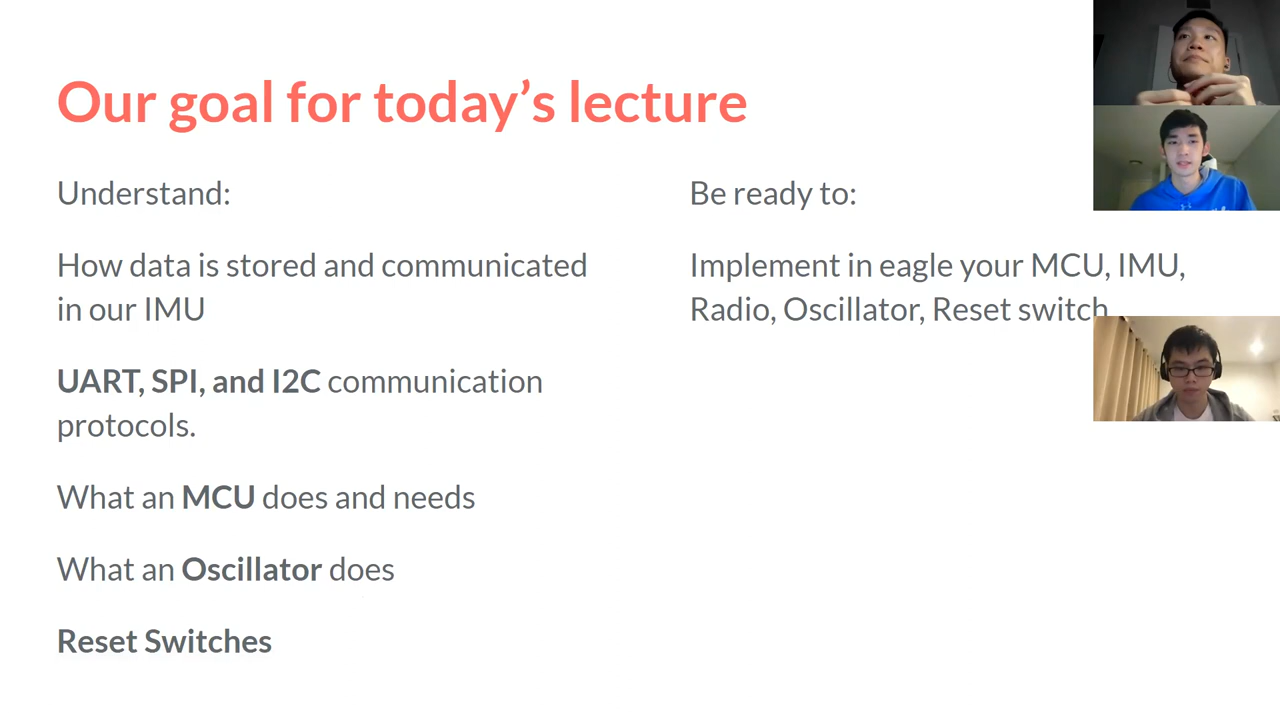 Our goal for today’s lecture
Understand:
How data is stored and communicated
in our IMU
UART, SPI, and I2C communication
protocols.
What an MCU does and needs
What an Oscillator does
Reset Switches
Be ready to:
Implement in eagle your MCU, IMU,
Radio, Oscillator, Reset switch